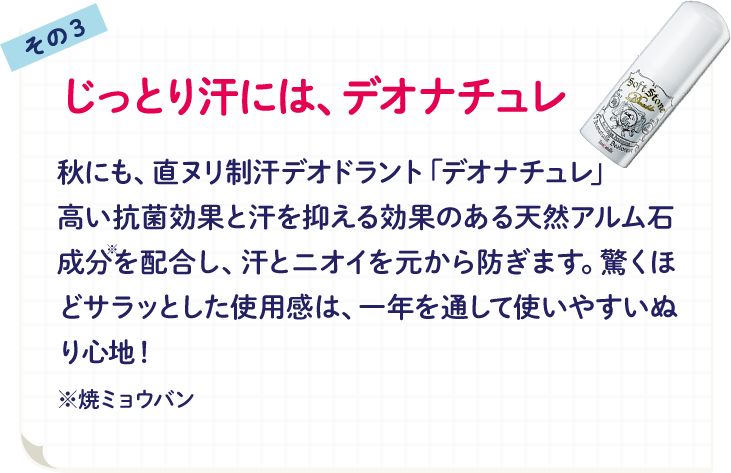 その3
じっとり汗には、デオナチュレ
Soft Stone
秋にも、直ヌリ制汗デオドラント「デオナチュレ」
高い抗菌効果と汗を抑える効果のある天然アルム石
成分※を配合し、汗とニオイを元から防ぎます。驚くほ
どサラッとした使用感は、一年を通して使いやすいぬ
り心地！
※焼ミョウバン